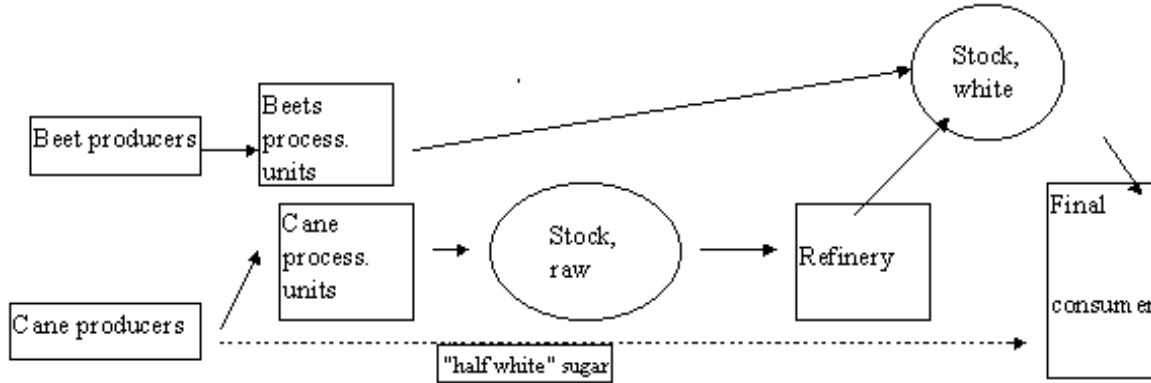 Stock,
white
Beets
process.
units
Beet producers
Cane
process.
units
Stock,
raw
Refinery
Final
consumer
Cane producers
"half white" sugar